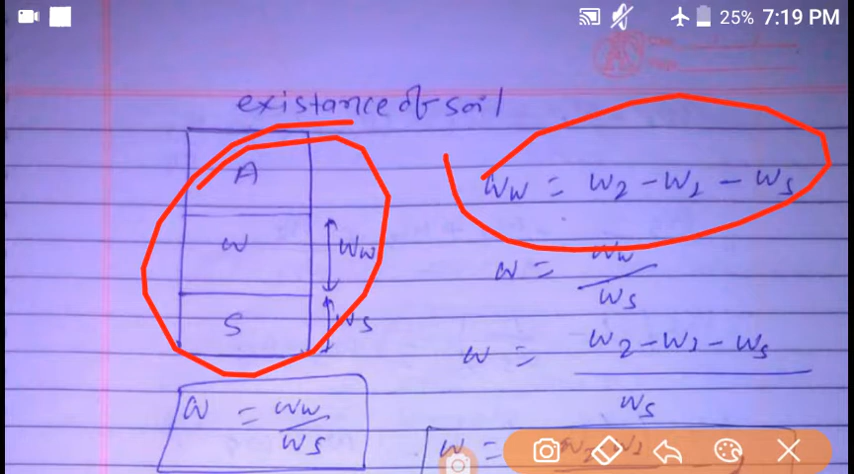 25% 7:19 PM
existance of soil
A
W
S
Ww
Ws
Ww = W2 - W1 - Ws
w = Ww / Ws
w = W2 - W1 - Ws / Ws
w = Ww / Ws
w =